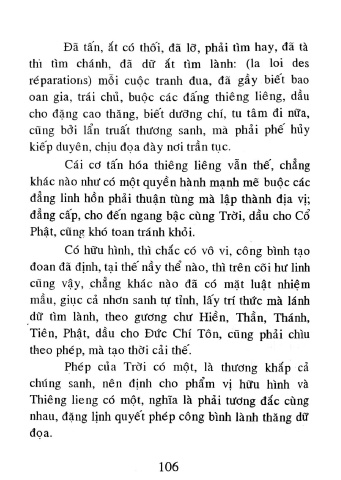 Đã tấn, ắt có thối, đã lỡ, phải tìm hay, đã tà
thì tìm chánh, đã dữ ắt tìm lành: (la loi des
réparations) mỗi cuộc tranh đua, đã gầy biết bao
oan gia, trái chủ, buộc các đấng thiêng liêng, dầu
cho đặng cao thăng, biết dưỡng chí, tu tâm đi nữa,
cũng bởi lẩn truất thương sanh, mà phải phế hủy
kiếp duyên, chịu đọa đày nơi trần tục.
Cái cơ tấn hóa thiêng liêng vẫn thế, chẳng
khác nào như có một quyền hành mạnh mẽ buộc các
đẳng linh hồn phải thuận tùng mà lập thành địa vị;
đẳng cấp, cho đến ngang bậc cùng Trời, dầu cho Cổ
Phật, cũng khó toan tránh khỏi.
Có hữu hình, thì chắc có vô vi, công bình tạo
đoan đã định, tại thế nầy thể nào, thì trên cõi hư linh
cũng vậy, chẳng khác nào đã có mặt luật nhiệm
mầu, giục cả nhơn sanh tự tỉnh, lấy trí thức mà lánh
dữ tìm lành, theo gương như Hiền, Thần, Thánh,
Tiên, Phật, dầu cho Đức Chí Tôn, cũng phải chìu
theo phép, mà tạo thời cải thế.
Phép của Trời có một, là thương khắp cả
chúng sanh, nên định cho phẩm vị hữu hình và
Thiêng lieng có một, nghĩa là phải tương đắc cùng
nhau, đặng lịnh quyết phép công bình lành thăng dữ
đọa.
106